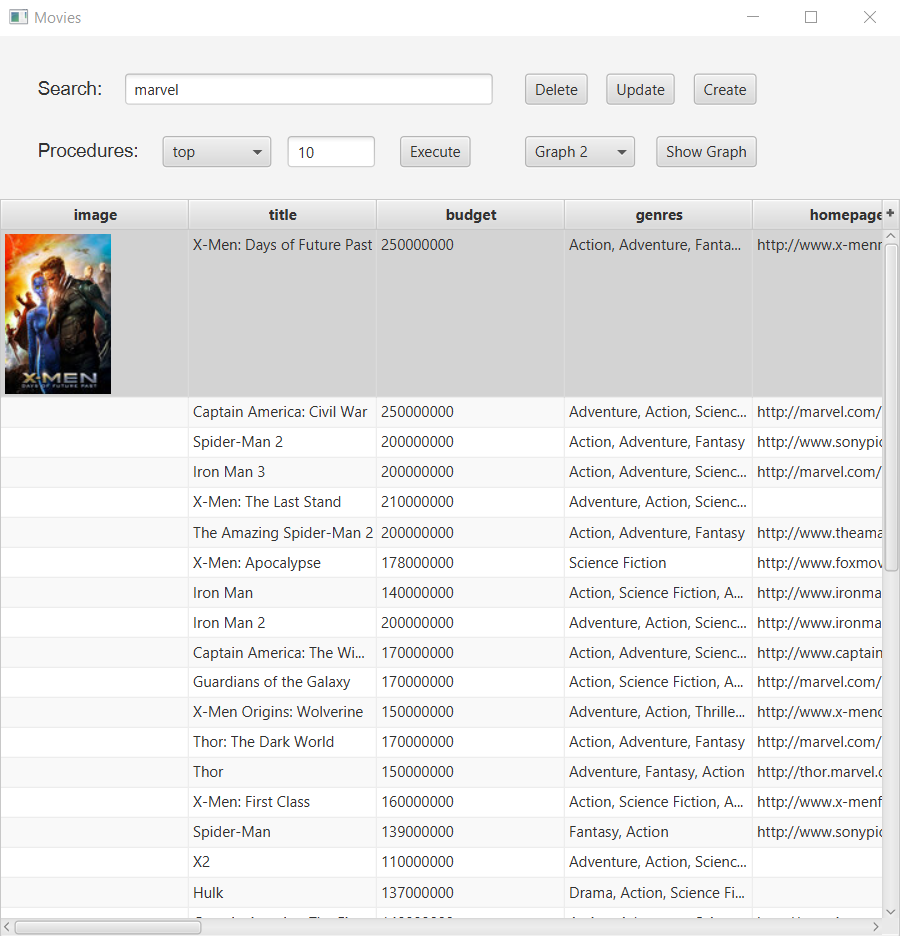 Movies
Search: marvel Delete Update Create
Procedures: top 10 Execute Graph 2 Show Graph
image title budget genres homepage +
X-Men: Days of Future Past 250000000 Action, Adventure, Fanta... http://www.x-menm
X-MEN
DAYS OF FUTURE PAST
Captain America: Civil War 250000000 Adventure, Action, Scienc... http://marvel.com/
Spider-Man 2 200000000 Action, Adventure, Fantasy http://www.sonypic
Iron Man 3 200000000 Action, Adventure, Scienc... http://marvel.com/
X-Men: The Last Stand 210000000 Adventure, Action, Scienc...
The Amazing Spider-Man 2 200000000 Action, Adventure, Fantasy http://www.theama
X-Men: Apocalypse 178000000 Science Fiction http://www.foxmov
Iron Man 140000000 Action, Science Fiction, A... http://www.ironma
Iron Man 2 200000000 Adventure, Action, Scienc... http://www.ironma
Captain America: The Wi... 170000000 Action, Adventure, Scienc... http://www.captain
Guardians of the Galaxy 170000000 Action, Science Fiction, A... http://marvel.com/
X-Men Origins: Wolverine 150000000 Adventure, Action, Thrille... http://www.x-meno
Thor: The Dark World 170000000 Action, Adventure, Fantasy http://marvel.com/
Thor 150000000 Adventure, Fantasy, Action http://thor.marvel.c
X-Men: First Class 160000000 Action, Science Fiction, A... http://www.x-menf
Spider-Man 139000000 Fantasy, Action http://www.sonypic
X2 110000000 Adventure, Action, Scienc...
Hulk 137000000 Drama, Action, Science Fi...